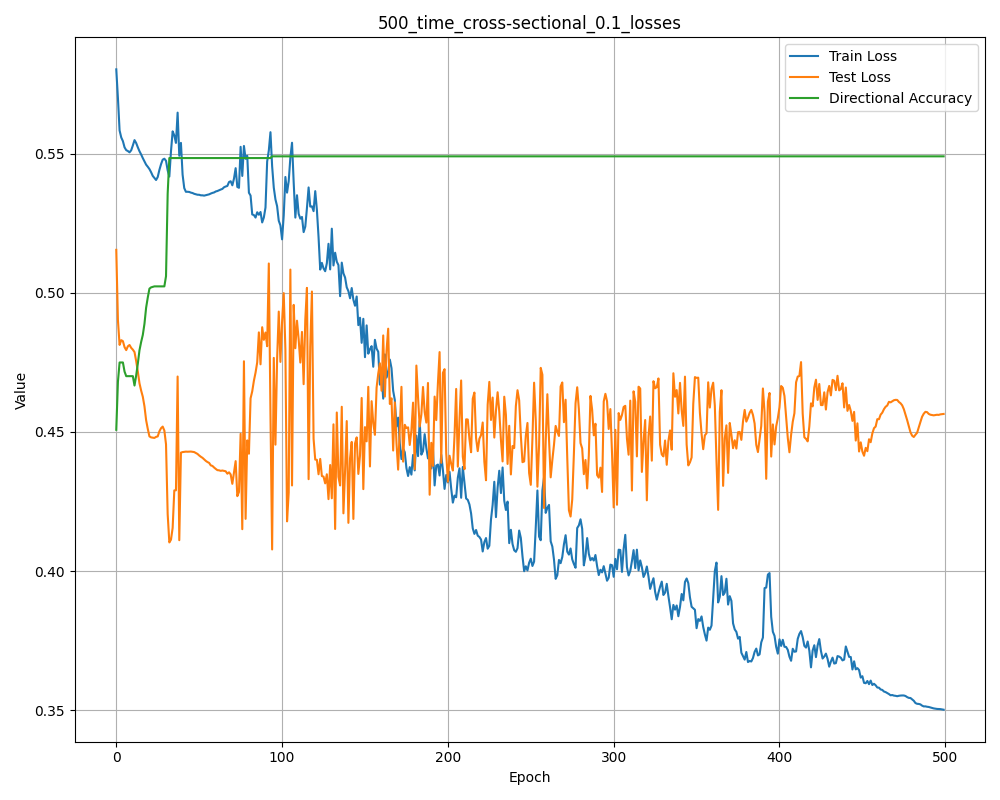 500_time_cross-sectional_0.1_losses
Train Loss
Test Loss
Directional Accuracy
Value
0.55
0.50
0.45
0.40
0.35
0
100
200
300
400
500
Epoch